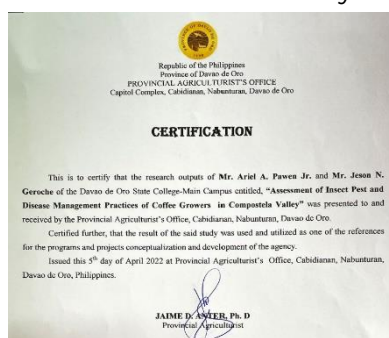 Republic of the Philippines
Province of Davao de Oro
PROVINCIAL AGRICULTURIST'S OFFICE
Capitol Complex, Cabidianan, Nabunturan, Davao de Oro
CERTIFICATION
This is to certify that the research outputs of Mr. Ariel A. Pawen Jr. and Mr. Jeson N.
Geroche of the Davao de Oro State College-Main Campus entitled, "Assessment of Insect Pest and
Disease Management Practices of Coffee Growers in Compostela Valley" was presented to and
received by the Provincial Agriculturist's Office, Cabidianan, Nabunturan, Davao de Oro.
Certified further, that the result of the said study was used and utilized as one of the references
for the programs and projects conceptualization and development of the agency.
Issued this 5th day of April 2022 at Provincial Agriculturist's Office, Cabidianan, Nabunturan,
Davao de Oro, Philippines.
JAIME D. Ph. D
Provincial Agriculturist